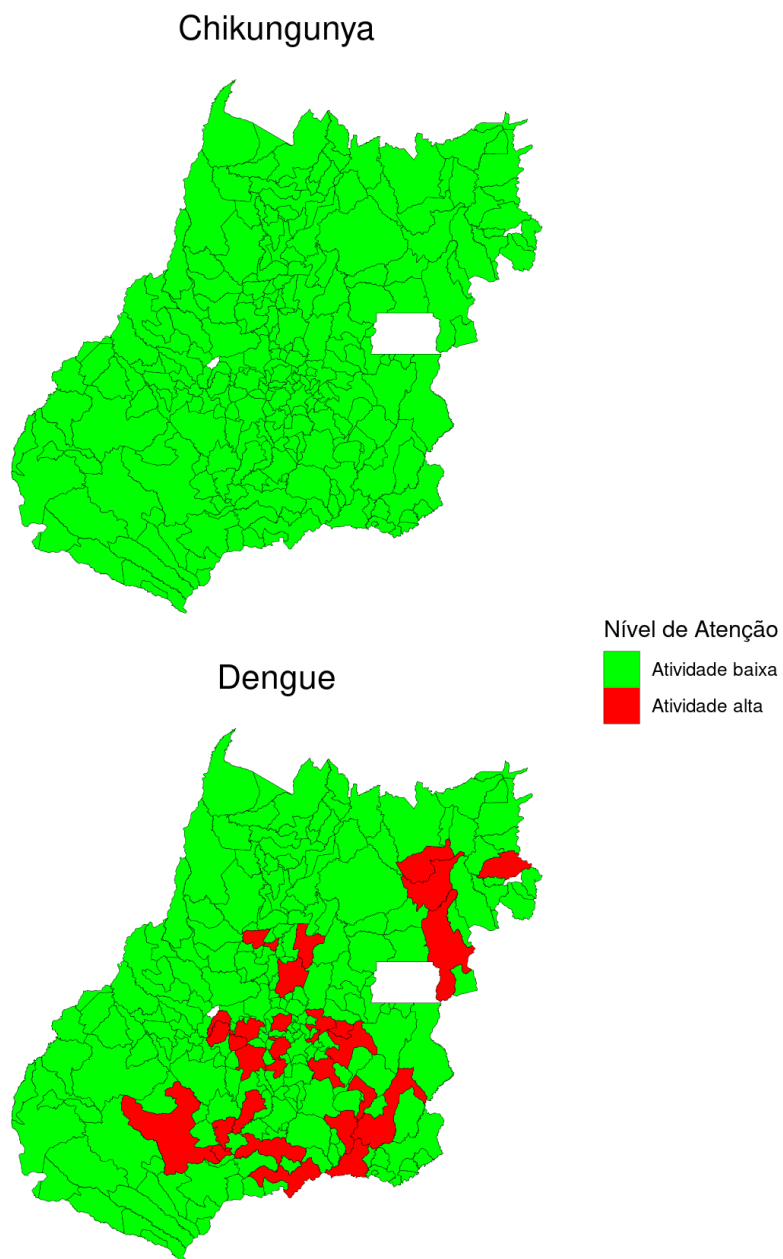 Chikungunya
Nível de Atenção
Atividade baixa
Atividade alta
Dengue